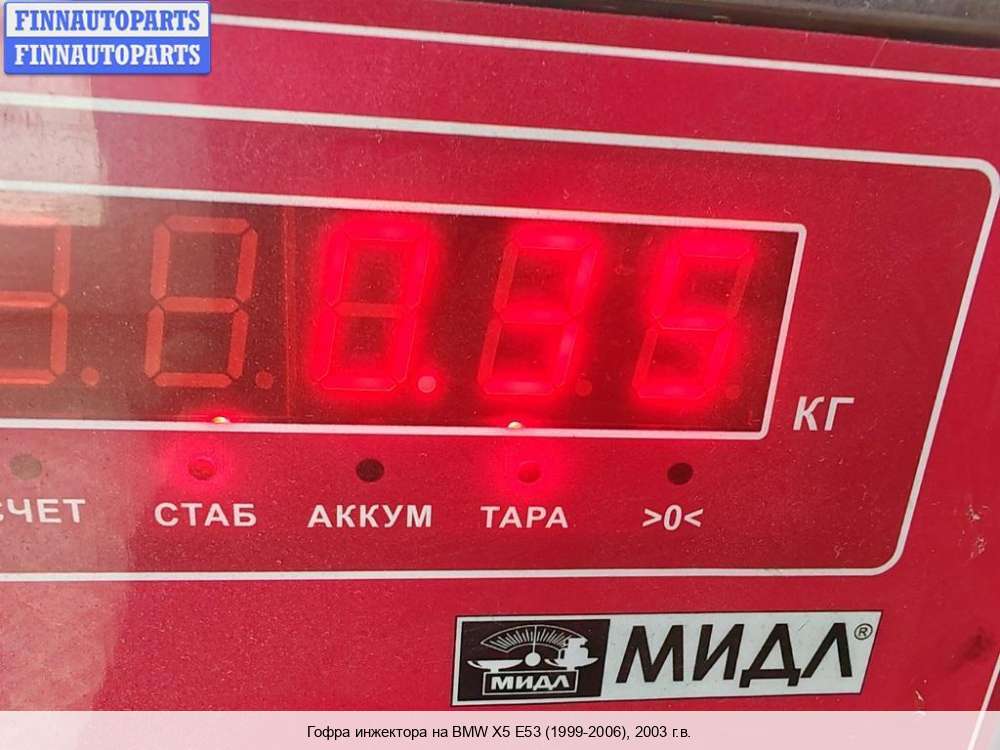 FINNAUTOPARTS
FINNAUTOPARTS
0.35
КГ
СЧЕТ СТАБ АККУМ ТАРА >0<
МИДЛ МИДЛ®
Гофра инжектора на BMW X5 E53 (1999-2006), 2003 г.в.